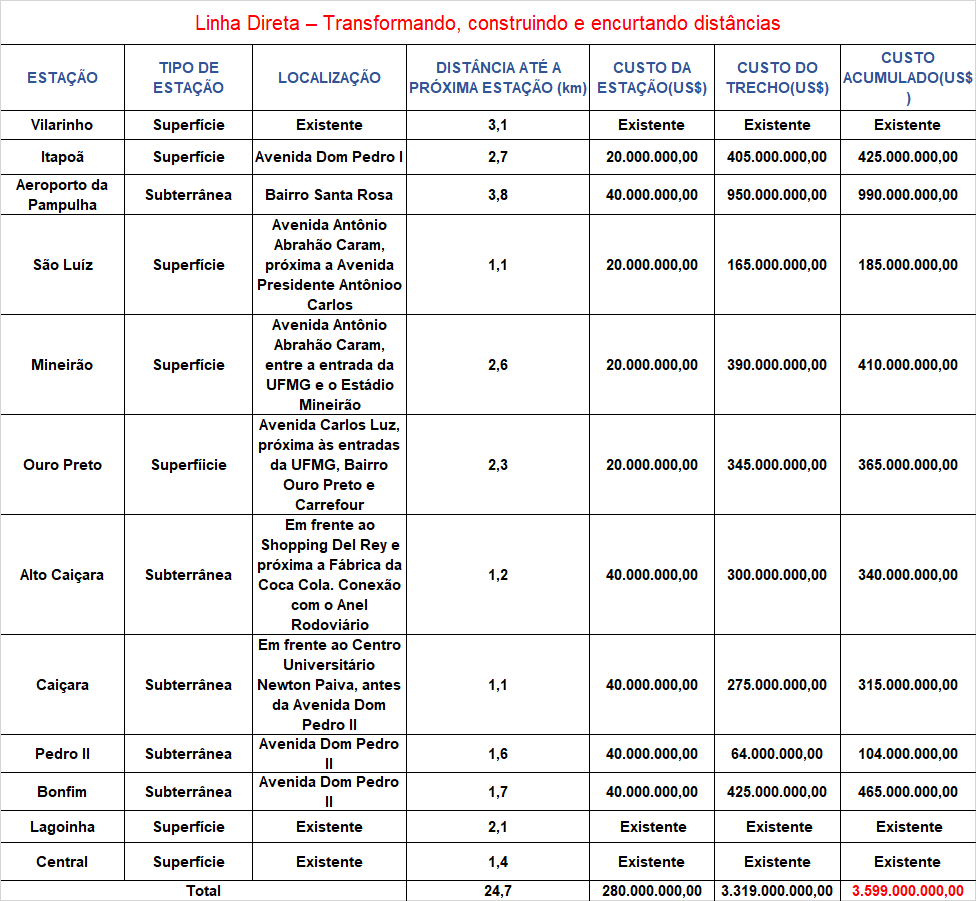 Linha Direta – Transformando, construindo e encurtando distâncias
ESTAÇÃO
TIPO DE
ESTAÇÃO
LOCALIZAÇÃO
DISTÂNCIA ATÉ A
PRÓXIMA ESTAÇÃO (km)
CUSTO DA
ESTAÇÃO(US$)
CUSTO DO
TRECHO(US$)
CUSTO
ACUMULADO(US$
)
Vilarinho
Superfície
Existente
3,1
Existente
Existente
Existente
Itapoã
Superfície
Avenida Dom Pedro I
2,7
20.000.000,00
405.000.000,00
425.000.000,00
Aeroporto da
Pampulha
Subterrânea
Bairro Santa Rosa
3,8
40.000.000,00
950.000.000,00
990.000.000,00
São Luíz
Superfície
Avenida Antônio
Abrahão Caram,
próxima a Avenida
Presidente Antônioo
Carlos
1,1
20.000.000,00
165.000.000,00
185.000.000,00
Mineirão
Superfície
Avenida Antônio
Abrahão Caram,
entre a entrada da
UFMG e o Estádio
Mineirão
2,6
20.000.000,00
390.000.000,00
410.000.000,00
Ouro Preto
Superfíicie
Avenida Carlos Luz,
próxima às entradas
da UFMG, Bairro
Ouro Preto e
Carrefour
2,3
20.000.000,00
345.000.000,00
365.000.000,00
Alto Caiçara
Subterrânea
Em frente ao
Shopping Del Rey e
próxima a Fábrica da
Coca Cola. Conexão
com o Anel
Rodoviário
1,2
40.000.000,00
300.000.000,00
340.000.000,00
Caiçara
Subterrânea
Em frente ao Centro
Universitário
Newton Paiva, antes
da Avenida Dom
Pedro II
1,1
40.000.000,00
275.000.000,00
315.000.000,00
Pedro II
Subterrânea
Avenida Dom Pedro
II
1,6
40.000.000,00
64.000.000,00
104.000.000,00
Bonfim
Subterrânea
Avenida Dom Pedro
II
1,7
40.000.000,00
425.000.000,00
465.000.000,00
Lagoinha
Superfície
Existente
2,1
Existente
Existente
Existente
Central
Superfície
Existente
1,4
Existente
Existente
Existente
Total
24,7
280.000.000,00
3.319.000.000,00
3.599.000.000,00